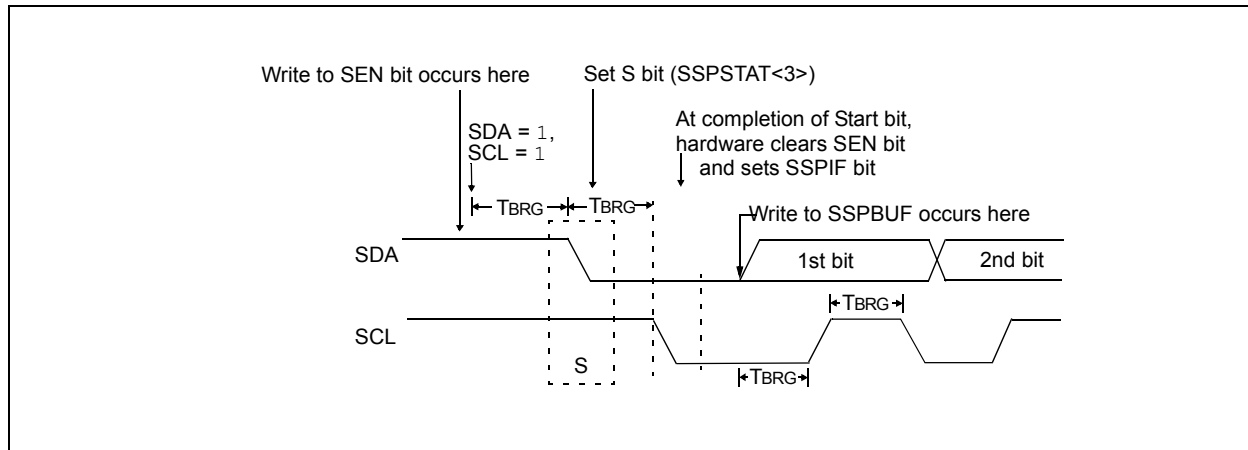 Write to SEN bit occurs here
Set S bit (SSPSTAT<3>)
SDA = 1,
SCL = 1
At completion of Start bit,
hardware clears SEN bit
and sets SSPIF bit
TBRG
TBRG
Write to SSPBUF occurs here
SDA
1st bit
2nd bit
TBRG
SCL
S
TBRG